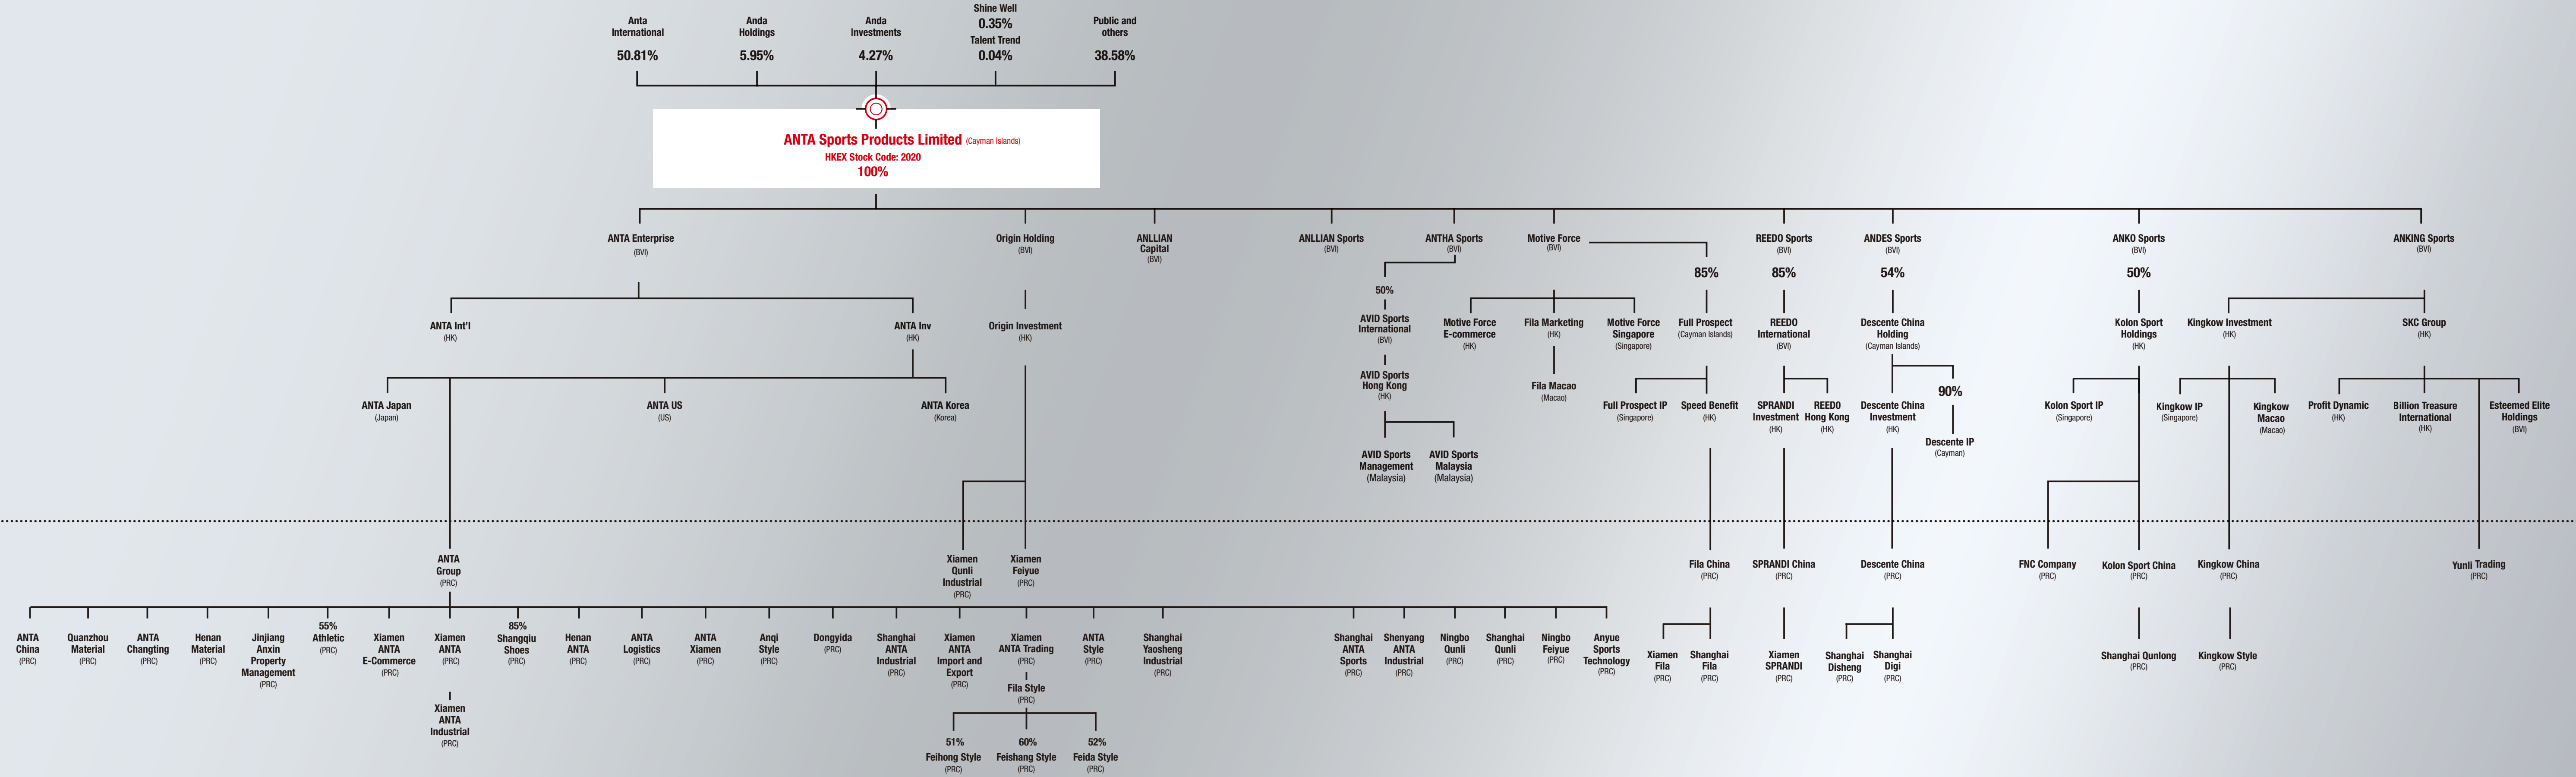 Anta
International
50.81%
Anda
Holdings
5.95%
Anda
Investments
4.27%
Shine Well
0.35%
Talent Trend
0.04%
Public and
others
38.58%
ANTA Sports Products Limited (Cayman Islands)
HKEX Stock Code: 2020
100%
ANTA Enterprise
(BVI)
Origin Holding
(BVI)
ANLLIAN
Capital
(BVI)
ANLLIAN Sports
(BVI)
ANTHA Sports
(BVI)
Motive Force
(BVI)
REEDO Sports
(BVI)
ANDES Sports
(BVI)
ANKO Sports
(BVI)
ANKING Sports
(BVI)
50%
85%
85%
54%
50%
ANTA Int'l
(HK)
ANTA Inv
(HK)
Origin Investment
(HK)
AVID Sports
International
(BVI)
Motive Force
E-commerce
(HK)
Fila Marketing
(HK)
Motive Force
Singapore
(Singapore)
Full Prospect
(Cayman Islands)
REEDO
International
(BVI)
Descente China
Holding
(Cayman Islands)
Kolon Sport
Holdings
(HK)
Kingkow Investment
(HK)
SKC Group
(HK)
ANTA Japan
(Japan)
ANTA US
(US)
ANTA Korea
(Korea)
AVID Sports
Hong Kong
(HK)
Fila Macao
(Macao)
Full Prospect IP
(Singapore)
Speed Benefit
(HK)
SPRANDI
Investment
(HK)
REEDO
Hong Kong
(HK)
Descente China
Investment
(HK)
90%
Descente IP
(Cayman)
Kolon Sport IP
(Singapore)
Kingkow IP
(Singapore)
Kingkow
Macao
(Macao)
Profit Dynamic
(HK)
Billion Treasure
International
(HK)
Esteemed Elite
Holdings
(BVI)
AVID Sports
Management
(Malaysia)
AVID Sports
Malaysia
(Malaysia)
ANTA
Group
(PRC)
Xiamen
Qunli
Industrial
(PRC)
Xiamen
Feiyue
(PRC)
Fila China
(PRC)
SPRANDI China
(PRC)
Descente China
(PRC)
FNC Company
(PRC)
Kolon Sport China
(PRC)
Kingkow China
(PRC)
Yunli Trading
(PRC)
ANTA
China
(PRC)
Quanzhou
Material
(PRC)
ANTA
Changting
(PRC)
Henan
Material
(PRC)
Jinjiang
Anxin
Property
Management
(PRC)
55%
Athletic
(PRC)
Xiamen
ANTA
E-Commerce
(PRC)
Xiamen
ANTA
(PRC)
85%
Shangqiu
Shoes
(PRC)
Henan
ANTA
(PRC)
ANTA
Logistics
(PRC)
ANTA
Xiamen
(PRC)
Anqi
Style
(PRC)
Dongyida
(PRC)
Shanghai
ANTA
Industrial
(PRC)
Xiamen
ANTA
Import and
Export
(PRC)
Xiamen
ANTA Trading
(PRC)
ANTA
Style
(PRC)
Shanghai
Yaosheng
Industrial
(PRC)
Shanghai
ANTA
Sports
(PRC)
Shenyang
ANTA
Industrial
(PRC)
Ningbo
Qunli
(PRC)
Shanghai
Qunli
(PRC)
Ningbo
Feiyue
(PRC)
Anyue
Sports
Technology
(PRC)
Xiamen
Fila
(PRC)
Shanghai
Fila
(PRC)
Xiamen
SPRANDI
(PRC)
Shanghai
Disheng
(PRC)
Shanghai
Digi
(PRC)
Shanghai Qunlong
(PRC)
Kingkow Style
(PRC)
Xiamen
ANTA
Industrial
(PRC)
Fila Style
(PRC)
51%
Feihong Style
(PRC)
60%
Feishang Style
(PRC)
52%
Feida Style
(PRC)